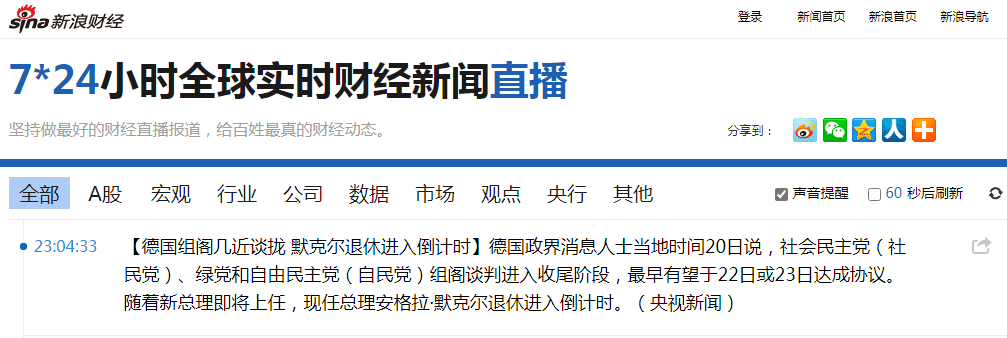 sina 新浪财经
登录 新闻首页 新浪首页 新浪导航
7*24小时全球实时财经新闻直播
坚持做最好的财经直播报道，给百姓最真的财经动态。
分享到：
全部 A股 宏观 行业 公司 数据 市场 观点 央行 其他 声音提醒 60 秒后刷新
23:04:33 【德国组阁几近谈拢 默克尔退休进入倒计时】德国政界消息人士当地时间20日说，社会民主党（社
民党）、绿党和自由民主党（自民党）组阁谈判进入收尾阶段，最早有望于22日或23日达成协议。
随着新总理即将上任，现任总理安格拉·默克尔退休进入倒计时。（央视新闻）